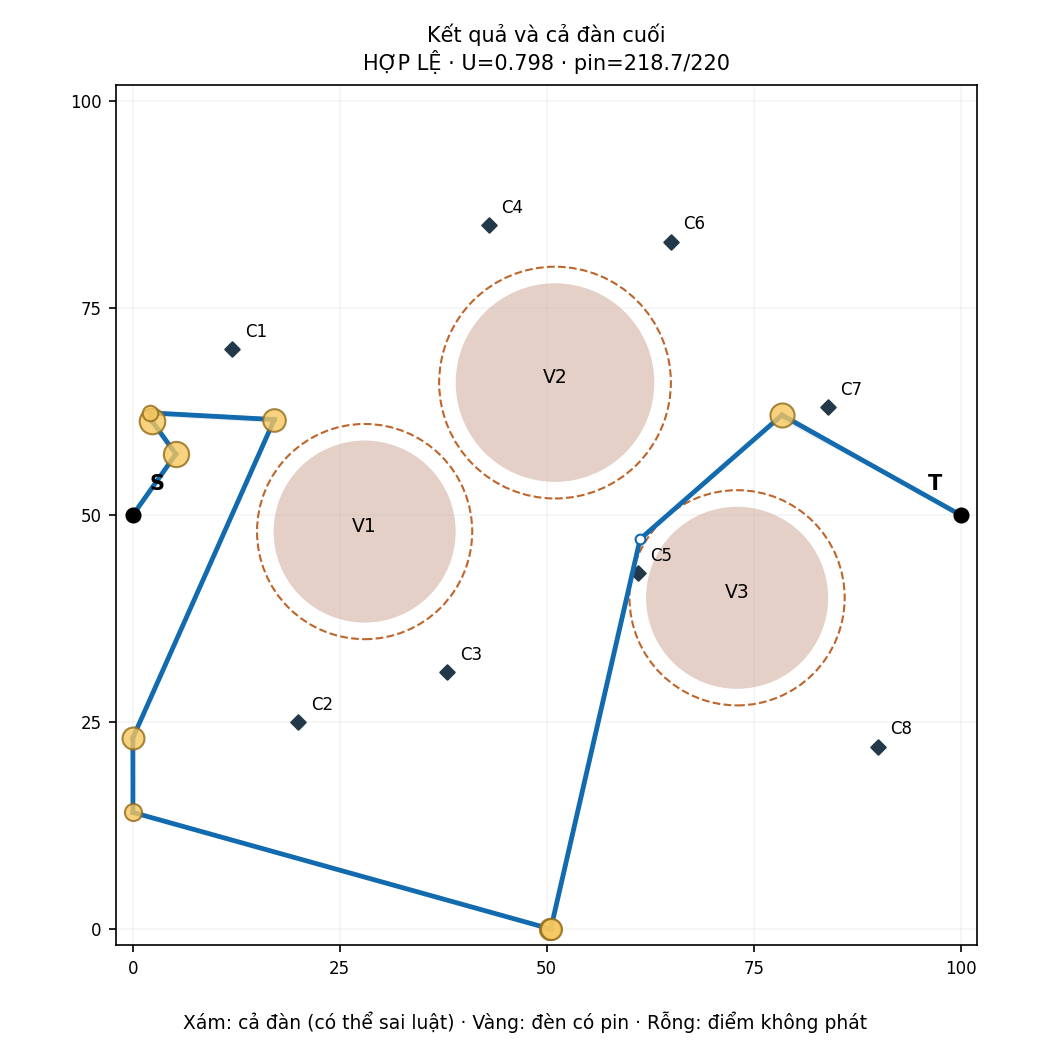 Kết quả và cả đàn cuối
HỢP LỆ · U=0.798 · pin=218.7/220
100
C4
C6
75
C1
V2
C7
S
T
50
V1
C5
V3
C3
C2
25
C8
0
0
25
50
75
100
Xám: cả đàn (có thể sai luật) · Vàng: đèn có pin · Rỗng: điểm không phát